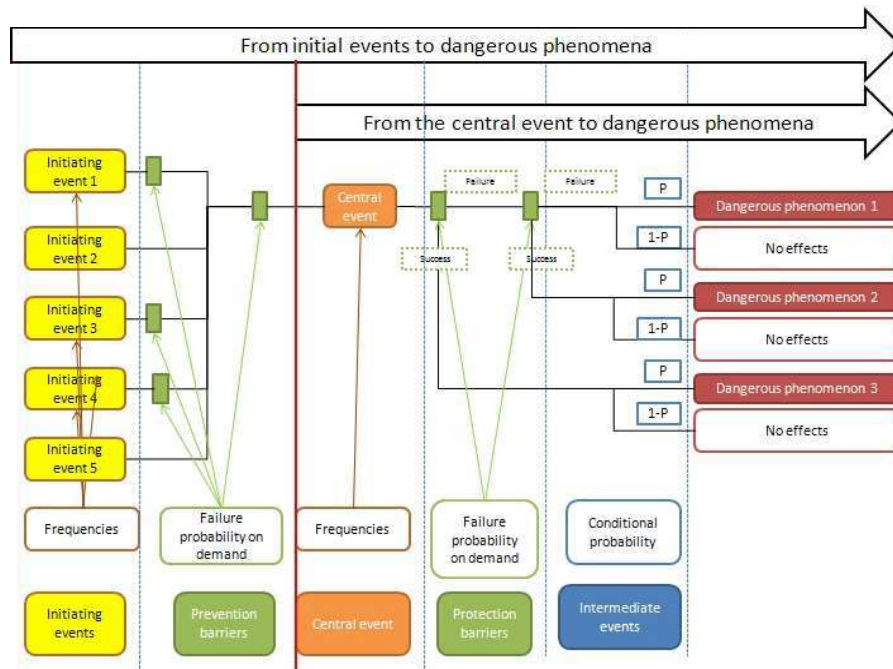 From initial events to dangerous phenomena
From the central event to dangerous phenomena
Initiating
event 1
Initiating
event 2
Initiating
event 3
Initiating
event 4
Initiating
event 5
Central
event
Failure
Failure
Success
Success
P
1-P
P
1-P
P
1-P
Dangerous phenomenon 1
No effects
Dangerous phenomenon 2
No effects
Dangerous phenomenon 3
No effects
Frequencies
Failure
probability on
demand
Frequencies
Failure
probability
on demand
Conditional
probability
Initiating
events
Prevention
barriers
Central event
Protection
barriers
Intermediate
events